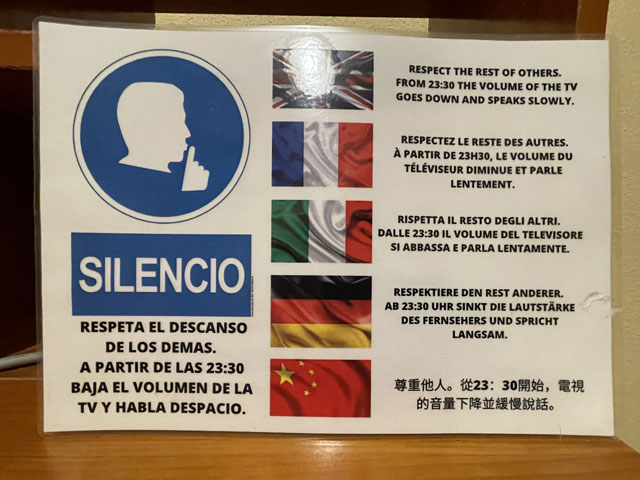 SILENCIO
RESPETA EL DESCANSO
DE LOS DEMAS.
A PARTIR DE LAS 23:30
BAJA EL VOLUMEN DE LA
TV Y HABLA DESPACIO.
RESPECT THE REST OF OTHERS.
FROM 23:30 THE VOLUME OF THE TV
GOES DOWN AND SPEAKS SLOWLY.
RESPECTEZ LE RESTE DES AUTRES.
À PARTIR DE 23H30, LE VOLUME DU
TÉLÉVISEUR DIMINUE ET PARLE
LENTEMENT.
RISPETTA IL RESTO DEGLI ALTRI.
DALLE 23:30 IL VOLUME DEL TELEVISORE
SI ABBASSA E PARLA LENTAMENTE.
RESPEKTIERE DEN REST ANDERER.
AB 23:30 UHR SINKT DIE LAUTSTÄRKE
DES FERNSEHERS UND SPRICHT
LANGSAM.
尊重他人。從23：30開始，電視
的音量下降並緩慢說話。